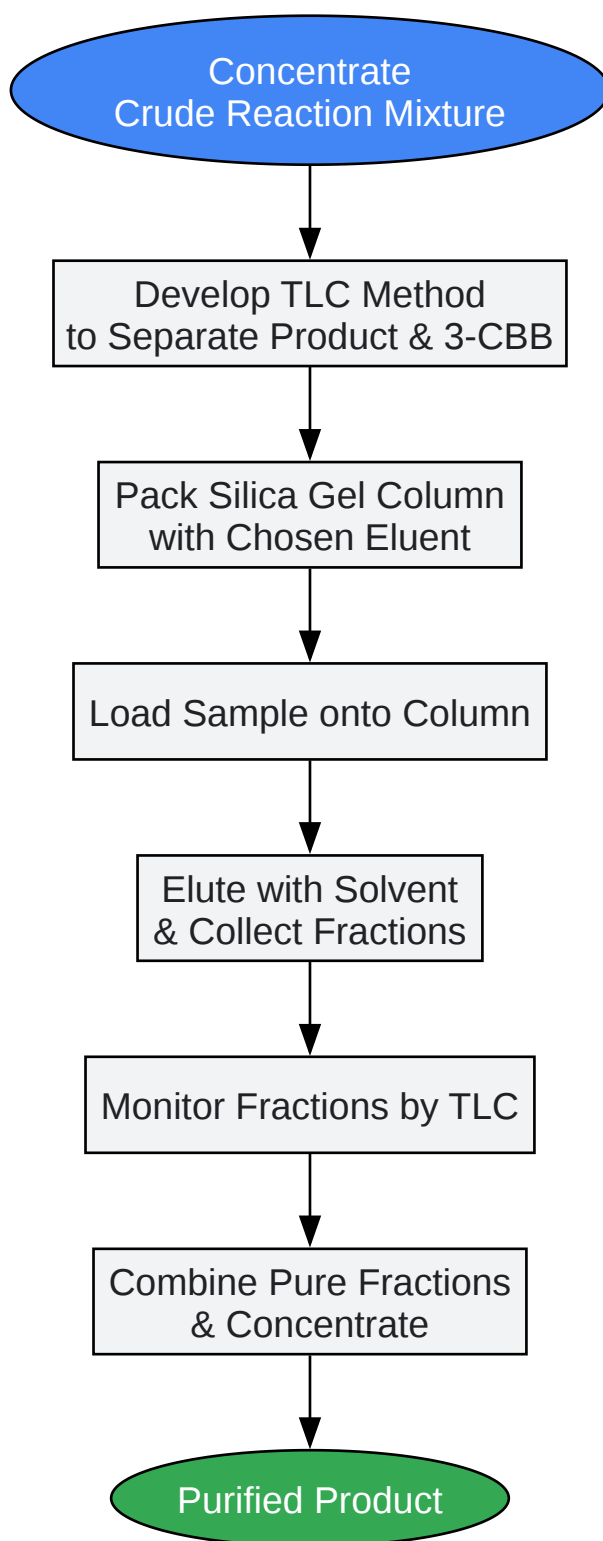 Concentrate
Crude Reaction Mixture
Develop TLC Method
to Separate Product & 3-CBB
Pack Silica Gel Column
with Chosen Eluent
Load Sample onto Column
Elute with Solvent
& Collect Fractions
Monitor Fractions by TLC
Combine Pure Fractions
& Concentrate
Purified Product